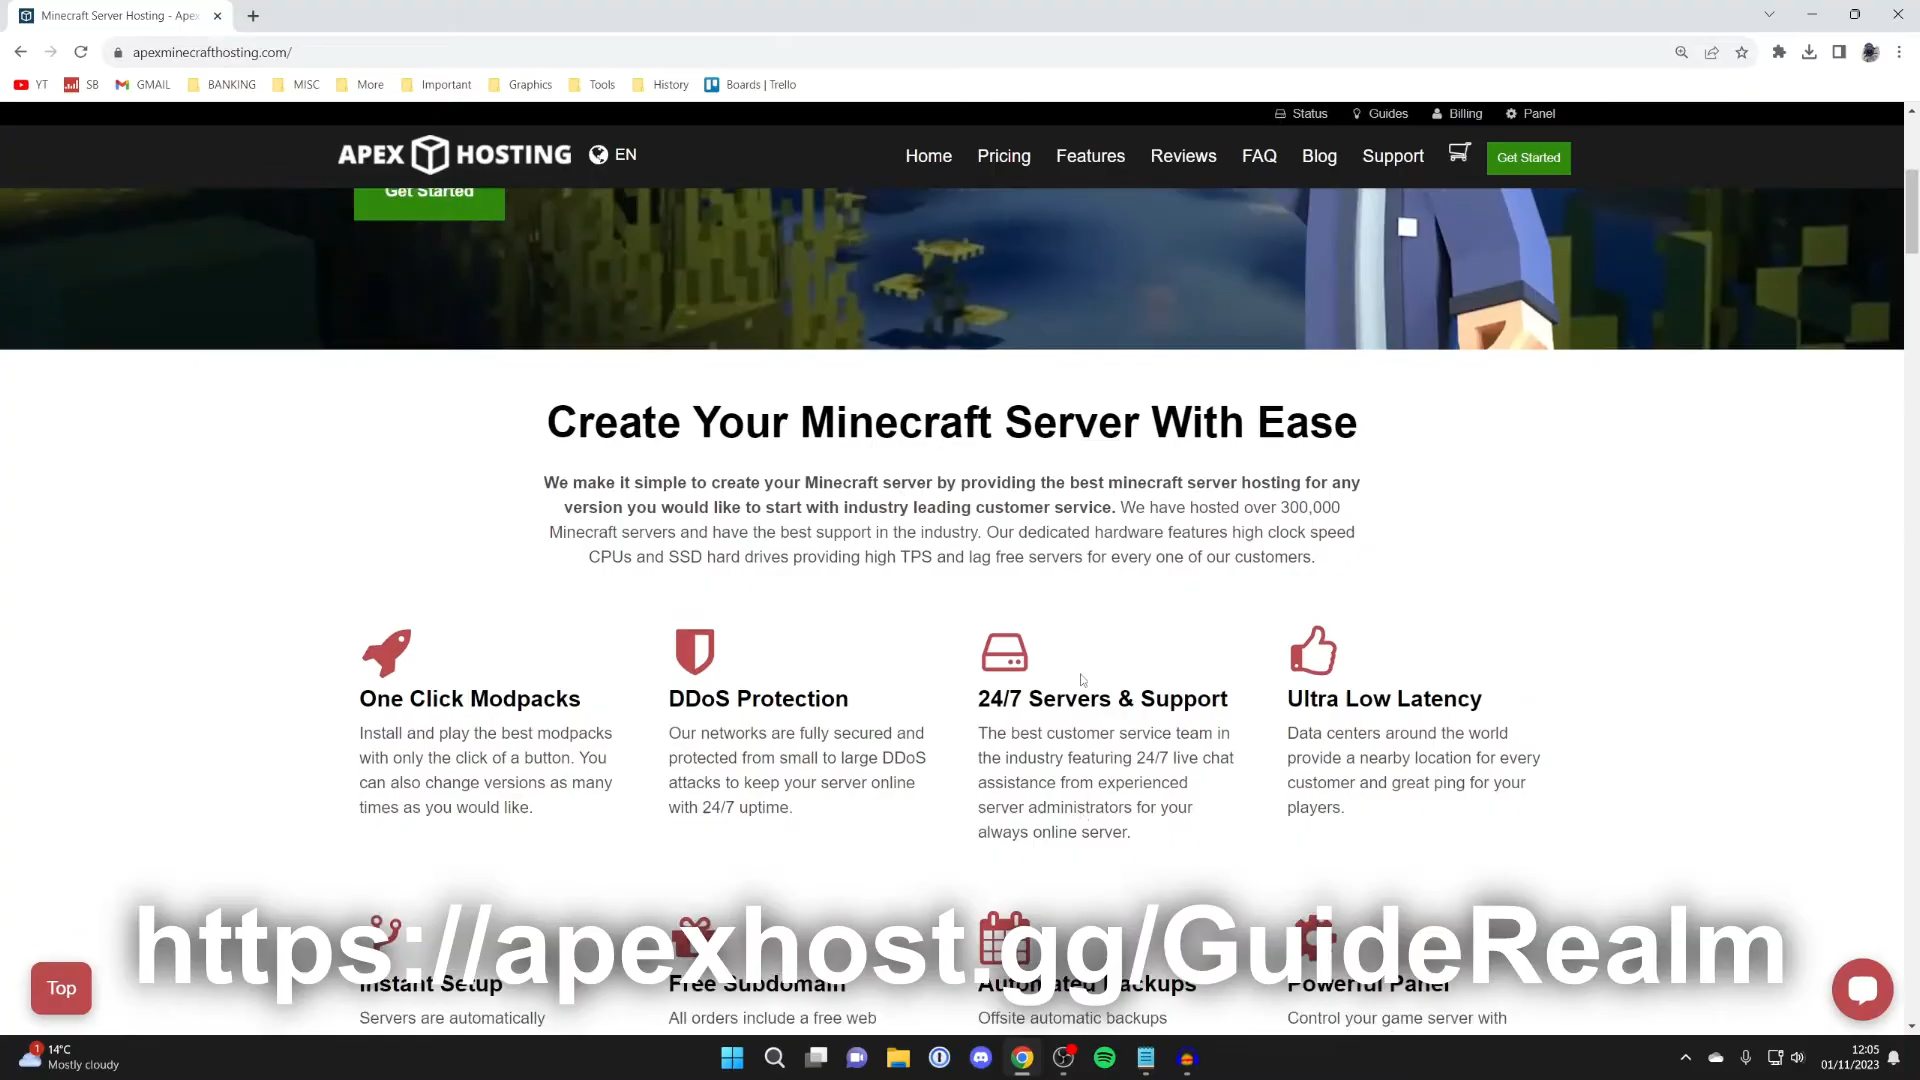 Minecraft Server Hosting - Apex
apexminecrafthosting.com/
YT SB GMAIL BANKING MISC More Important Graphics Tools History Boards | Trello
Status Guides Billing Panel
APEX HOSTING EN Home Pricing Features Reviews FAQ Blog Support Get Started
Get Started
Create Your Minecraft Server With Ease
We make it simple to create your Minecraft server by providing the best minecraft server hosting for any
version you would like to start with industry leading customer service. We have hosted over 300,000
Minecraft servers and have the best support in the industry. Our dedicated hardware features high clock speed
CPUs and SSD hard drives providing high TPS and lag free servers for every one of our customers.
One Click Modpacks
Install and play the best modpacks
with only the click of a button. You
can also change versions as many
times as you would like.
DDoS Protection
Our networks are fully secured and
protected from small to large DDoS
attacks to keep your server online
with 24/7 uptime.
24/7 Servers & Support
The best customer service team in
the industry featuring 24/7 live chat
assistance from experienced
server administrators for your
always online server.
Ultra Low Latency
Data centers around the world
provide a nearby location for every
customer and great ping for your
players.
https://apexhost.gg/GuideRealm
Instant Setup
Servers are automatically
Free Subdomain
All orders include a free web
Automated Backups
Offsite automatic backups
Powerful Panel
Control your game server with
Top
1
14°C
Mostly cloudy
12:05
01/11/2023